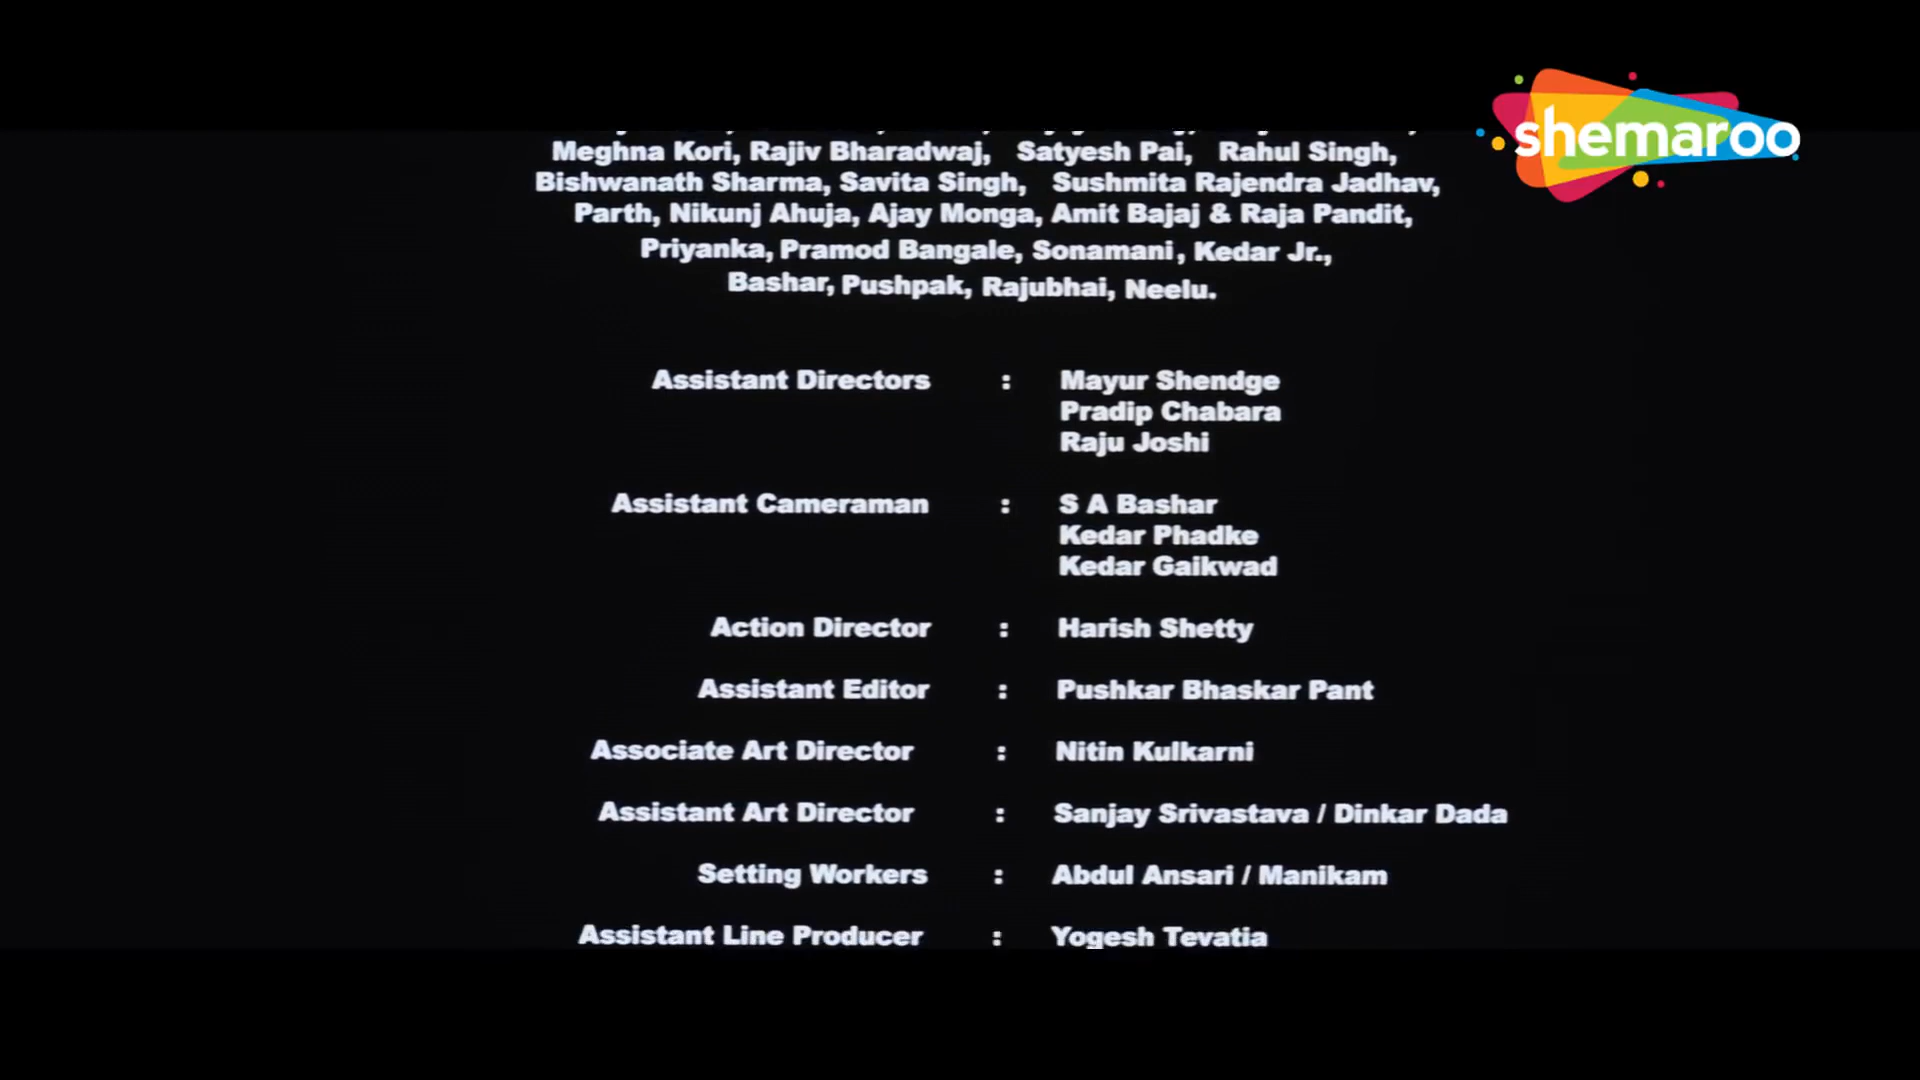 shemaroo
Meghna Kori, Rajiv Bharadwaj, Satyesh Pai, Rahul Singh,
Bishwanath Sharma, Savita Singh, Sushmita Rajendra Jadhav,
Parth, Nikunj Ahuja, Ajay Monga, Amit Bajaj & Raja Pandit,
Priyanka, Pramod Bangale, Sonamani, Kedar Jr.,
Bashar, Pushpak, Rajubhai, Neelu.
Assistant Directors : Mayur Shendge
Pradip Chabara
Raju Joshi
Assistant Cameraman : S A Bashar
Kedar Phadke
Kedar Gaikwad
Action Director : Harish Shetty
Assistant Editor : Pushkar Bhaskar Pant
Associate Art Director : Nitin Kulkarni
Assistant Art Director : Sanjay Srivastava / Dinkar Dada
Setting Workers : Abdul Ansari / Manikam
Assistant Line Producer : Yogesh Tevatia